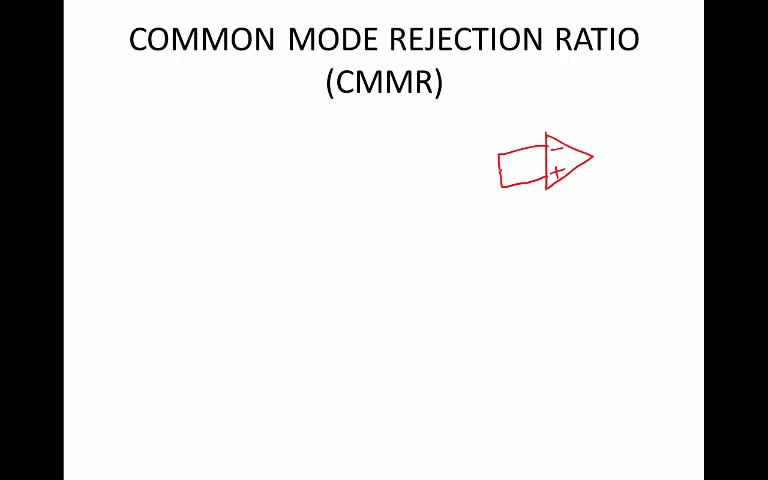 COMMON MODE REJECTION RATIO
(CMMR)
−
+